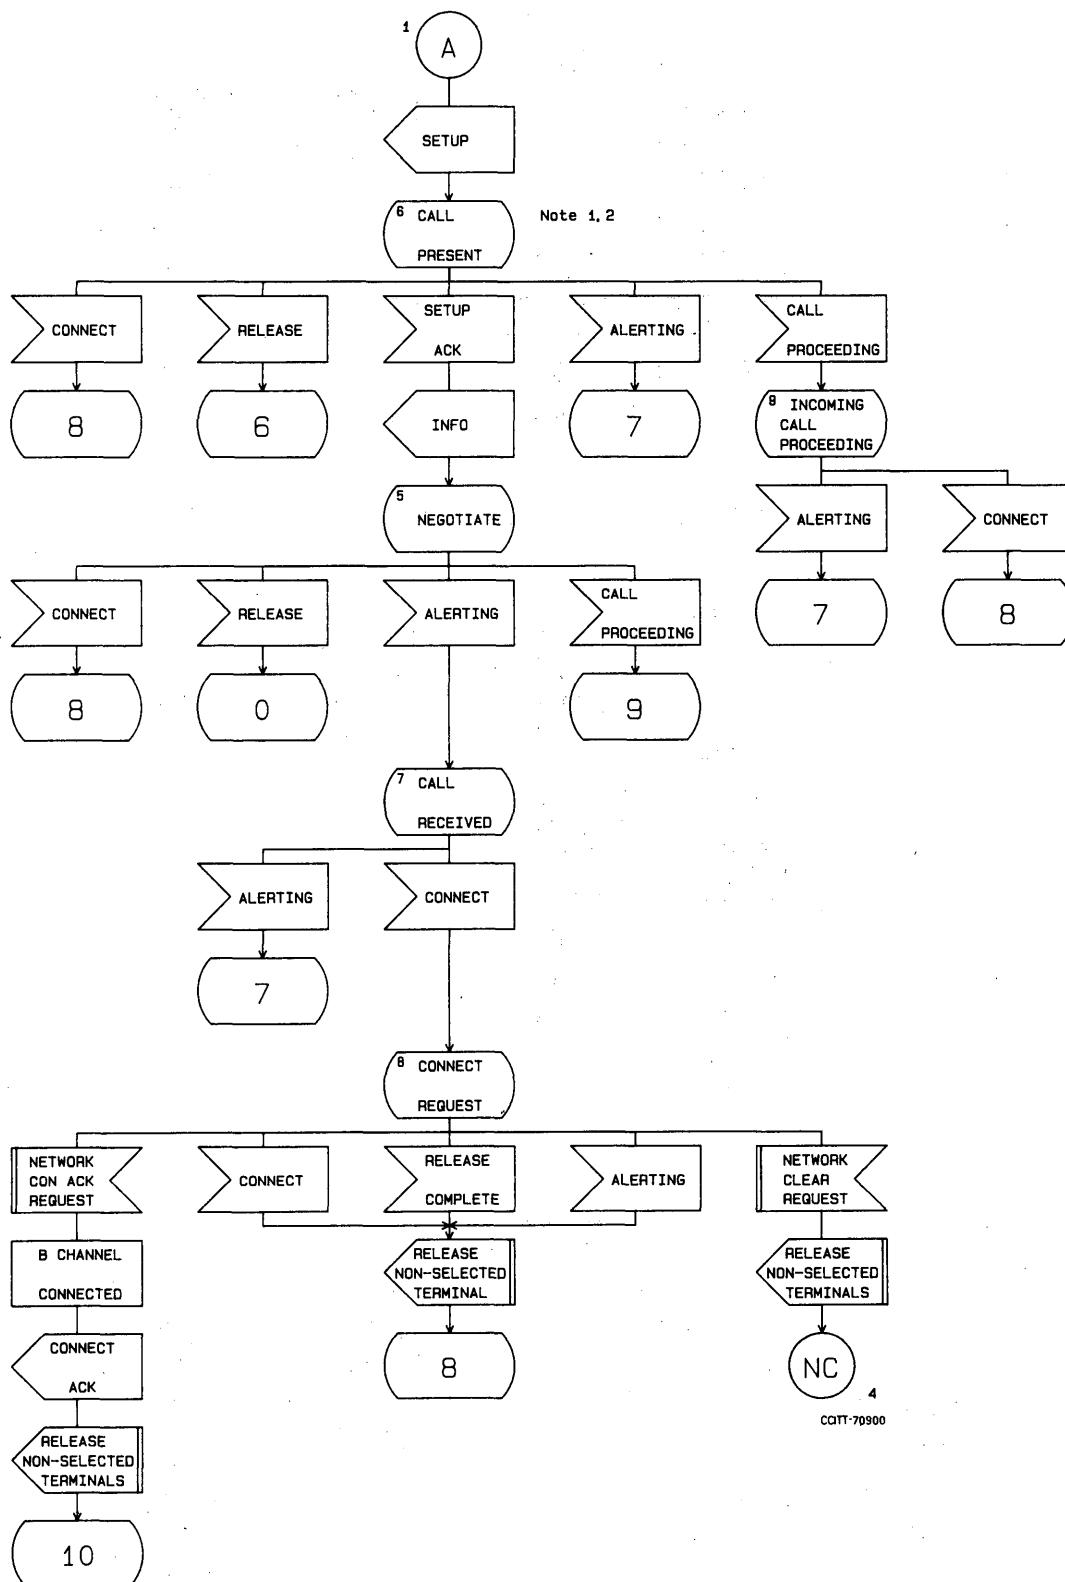 1
A
SETUP
6 CALL
PRESENT
Note 1, 2
CONNECT
RELEASE
SETUP
ACK
ALERTING
CALL
PROCEEDING
8
6
INFO
7
9 INCOMING
CALL
PROCEEDING
5
NEGOTIATE
ALERTING
CONNECT
7
8
CONNECT
RELEASE
ALERTING
CALL
PROCEEDING
8
0
9
7 CALL
RECEIVED
ALERTING
CONNECT
7
8 CONNECT
REQUEST
NETWORK
CON ACK
REQUEST
CONNECT
RELEASE
COMPLETE
ALERTING
NETWORK
CLEAR
REQUEST
B CHANNEL
CONNECTED
RELEASE
NON-SELECTED
TERMINAL
RELEASE
NON-SELECTED
TERMINALS
CONNECT
ACK
8
NC
4
CCITT-70900
RELEASE
NON-SELECTED
TERMINALS
10